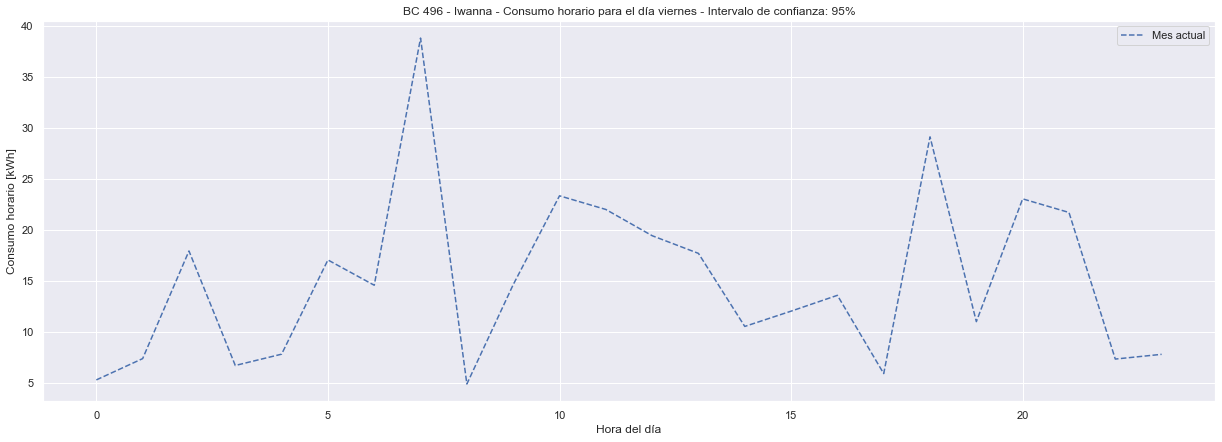 BC 496 - Iwanna - Consumo horario para el día viernes - Intervalo de confianza: 95%
Mes actual
Consumo horario [kWh]
40
35
30
25
20
15
10
5
0 5 10 15 20
Hora del día